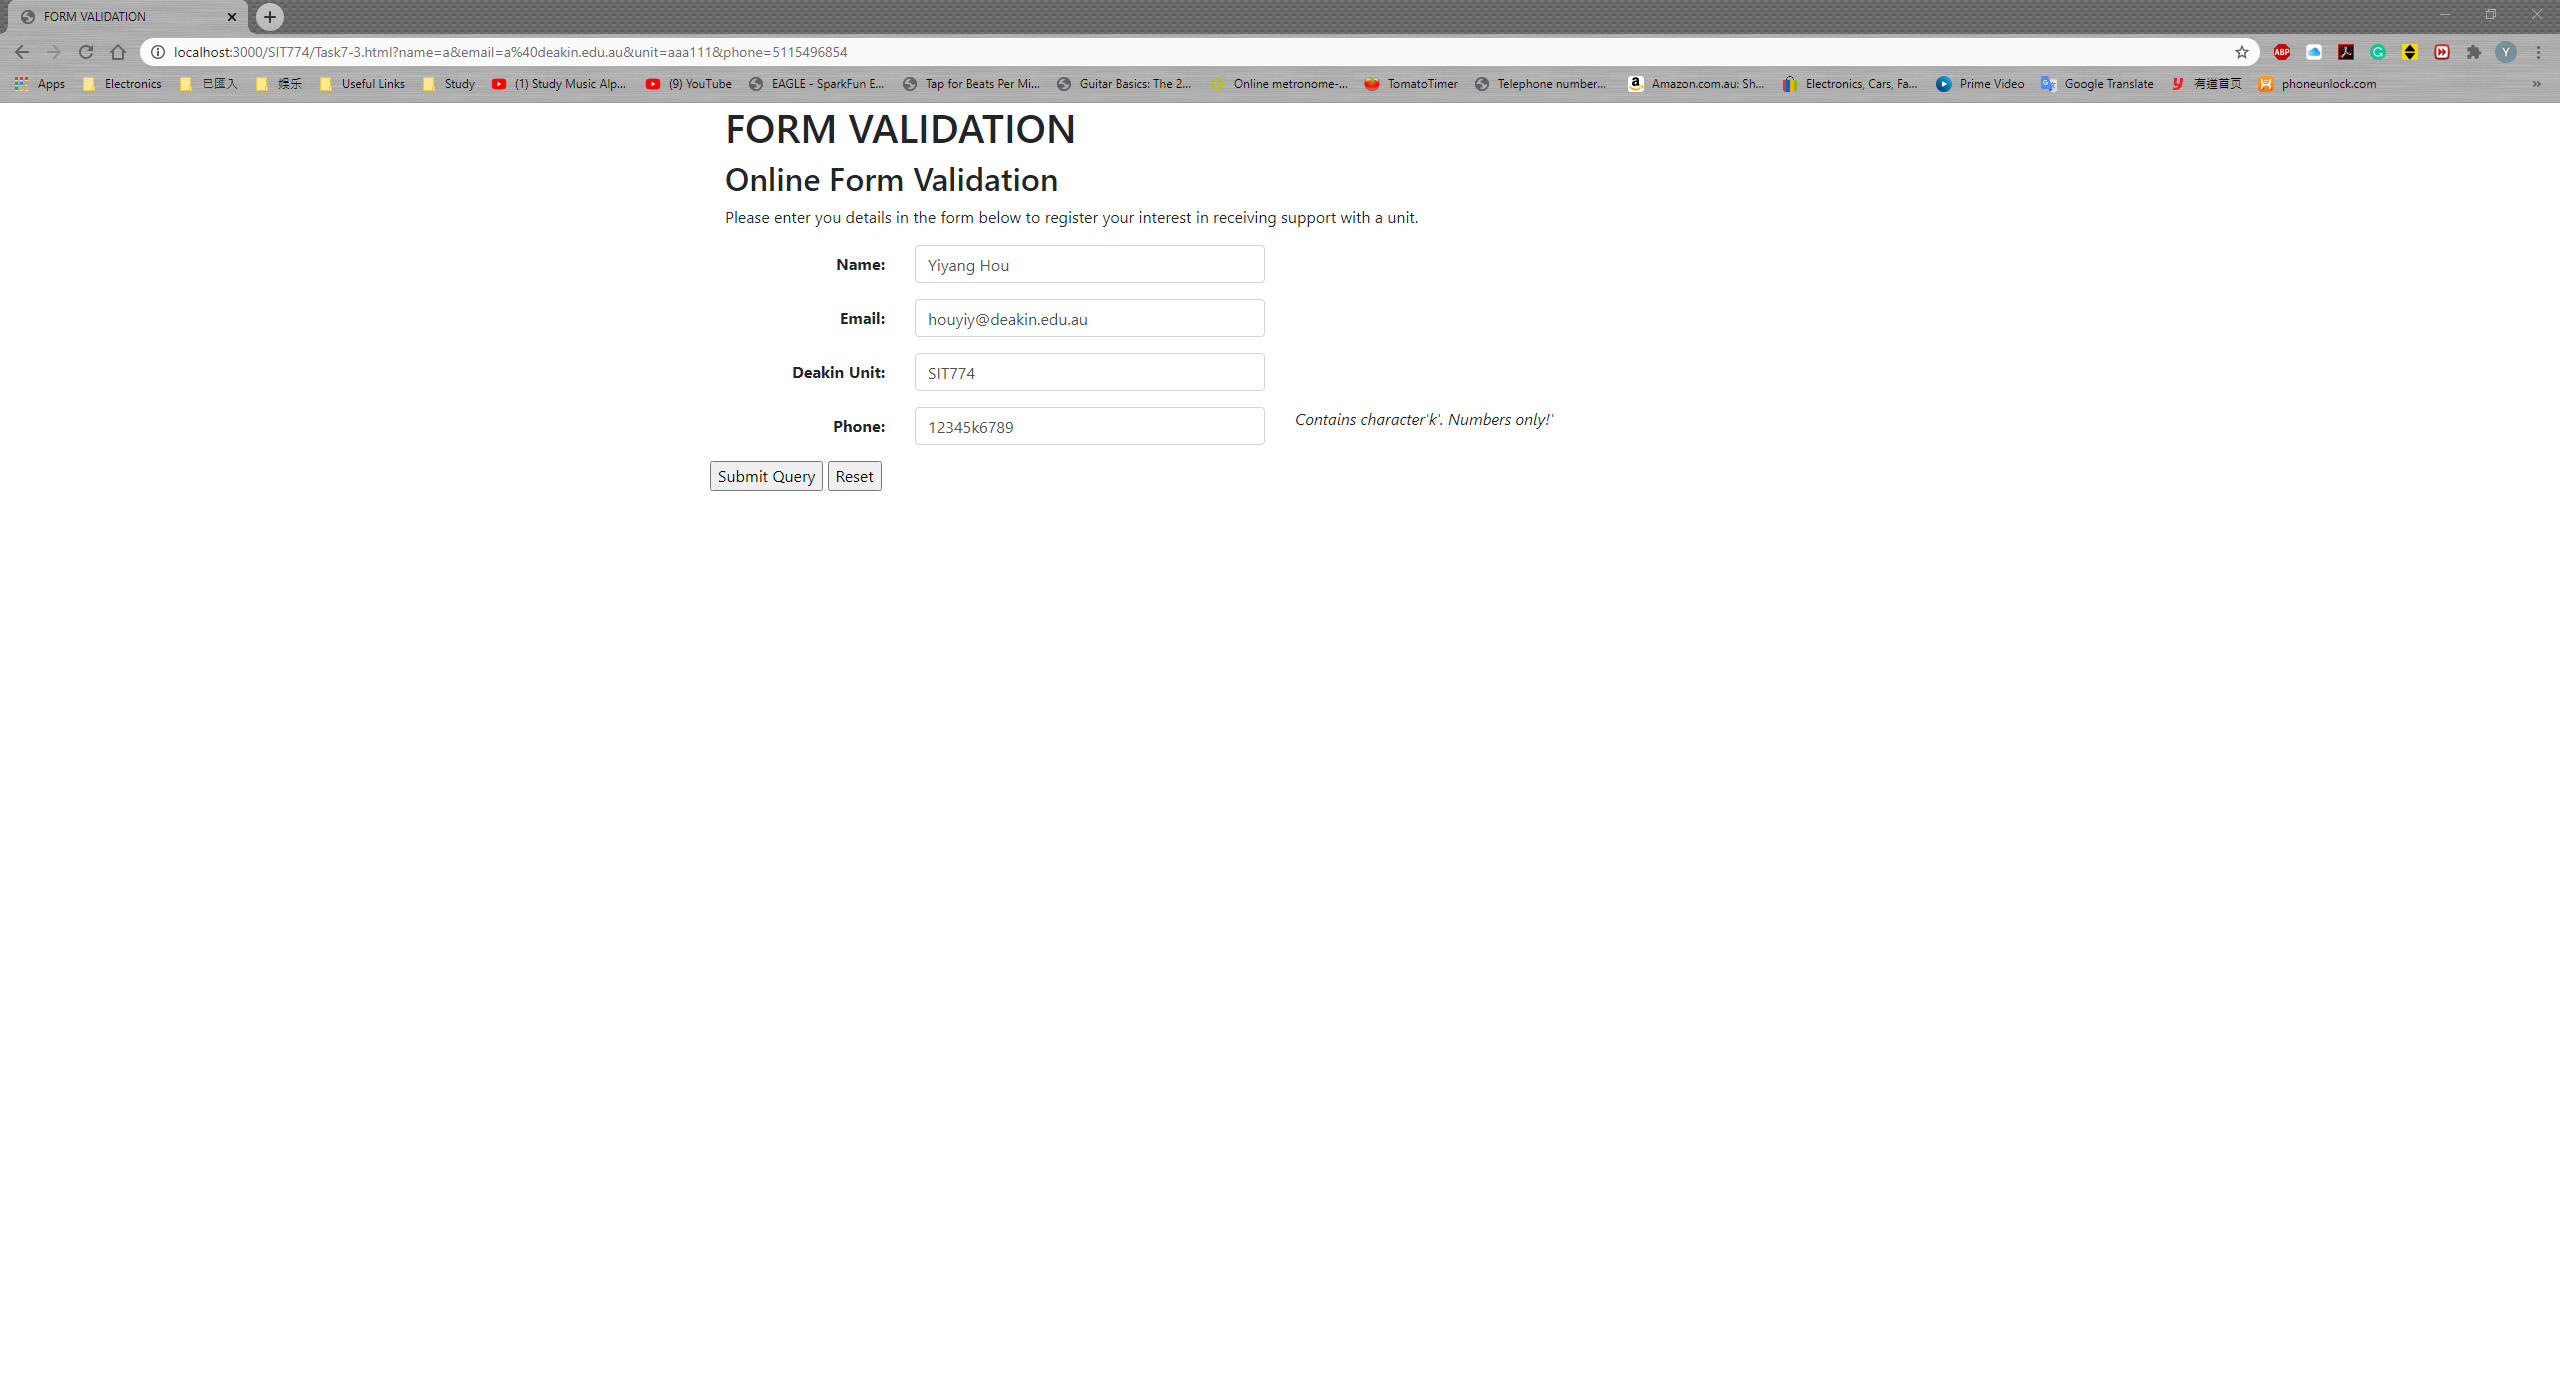 FORM VALIDATION
localhost:3000/SIT774/Task7-3.html?name=a&email=a%40deakin.edu.au&unit=aaa111&phone=5115496854
ABP
Y
Apps Electronics 已匯入 娱乐 Useful Links Study (1) Study Music Alp... (9) YouTube EAGLE - SparkFun E... Tap for Beats Per Mi... Guitar Basics: The 2... Online metronome-... TomatoTimer Telephone number... Amazon.com.au: Sh... Electronics, Cars, Fa... Prime Video Google Translate 有道首页 phoneunlock.com »
FORM VALIDATION
Online Form Validation
Please enter you details in the form below to register your interest in receiving support with a unit.
Name: Yiyang Hou
Email: houyiy@deakin.edu.au
Deakin Unit: SIT774
Phone: 12345k6789 Contains character'k'. Numbers only!'
Submit Query Reset